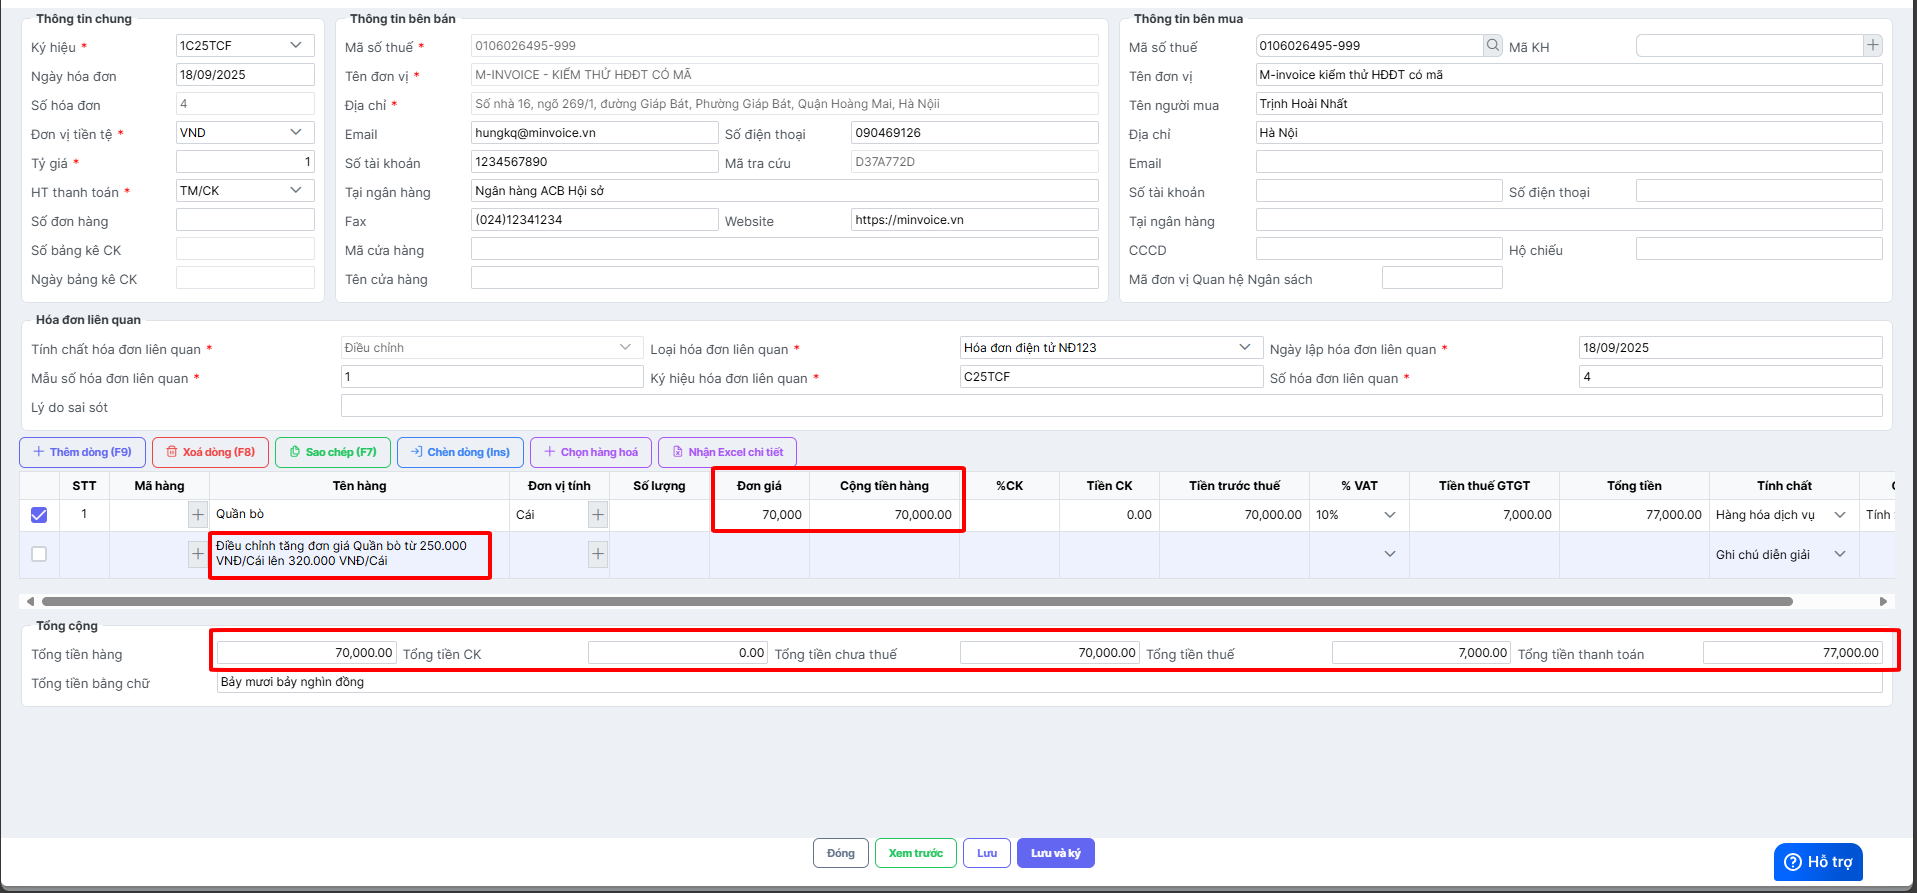 Thông tin chung
Ký hiệu * 1C25TCF
Ngày hóa đơn 18/09/2025
Số hóa đơn 4
Đơn vị tiền tệ * VND
Tỷ giá * 1
HT thanh toán * TM/CK
Số đơn hàng
Số bảng kê CK
Ngày bảng kê CK
Thông tin bên bán
Mã số thuế * 0106026495-999
Tên đơn vị * M-INVOICE - KIỂM THỬ HĐĐT CÓ MÃ
Địa chỉ * Số nhà 16, ngõ 269/1, đường Giáp Bát, Phường Giáp Bát, Quận Hoàng Mai, Hà Nộii
Email hungkq@minvoice.vn Số điện thoại 090469126
Số tài khoản 1234567890 Mã tra cứu D37A772D
Tại ngân hàng Ngân hàng ACB Hội sở
Fax (024)12341234 Website https://minvoice.vn
Mã cửa hàng
Tên cửa hàng
Thông tin bên mua
Mã số thuế 0106026495-999 Mã KH
Tên đơn vị M-invoice kiểm thử HĐĐT có mã
Tên người mua Trịnh Hoài Nhất
Địa chỉ Hà Nội
Email
Số tài khoản Số điện thoại
Tại ngân hàng
CCCD Hộ chiếu
Mã đơn vị Quan hệ Ngân sách
Hóa đơn liên quan
Tính chất hóa đơn liên quan * Điều chỉnh Loại hóa đơn liên quan * Hóa đơn điện tử NĐ123 Ngày lập hóa đơn liên quan * 18/09/2025
Mẫu số hóa đơn liên quan * 1 Ký hiệu hóa đơn liên quan * C25TCF Số hóa đơn liên quan * 4
Lý do sai sót
Thêm dòng (F9) Xoá dòng (F8) Sao chép (F7) Chèn dòng (Ins) Chọn hàng hoá Nhận Excel chi tiết
STT Mã hàng Tên hàng Đơn vị tính Số lượng Đơn giá Cộng tiền hàng %CK Tiền CK Tiền trước thuế % VAT Tiền thuế GTGT Tổng tiền Tính chất
1 Quần bò Cái 70,000 70,000.00 0.00 70,000.00 10% 7,000.00 77,000.00 Hàng hóa dịch vụ Tính
Điều chỉnh tăng đơn giá Quần bò từ 250.000
VNĐ/Cái lên 320.000 VNĐ/Cái
Ghi chú diễn giải
Tổng cộng
Tổng tiền hàng 70,000.00 Tổng tiền CK 0.00 Tổng tiền chưa thuế 70,000.00 Tổng tiền thuế 7,000.00 Tổng tiền thanh toán 77,000.00
Tổng tiền bằng chữ Bảy mươi bảy nghìn đồng
Đóng Xem trước Lưu Lưu và ký
Hỗ trợ